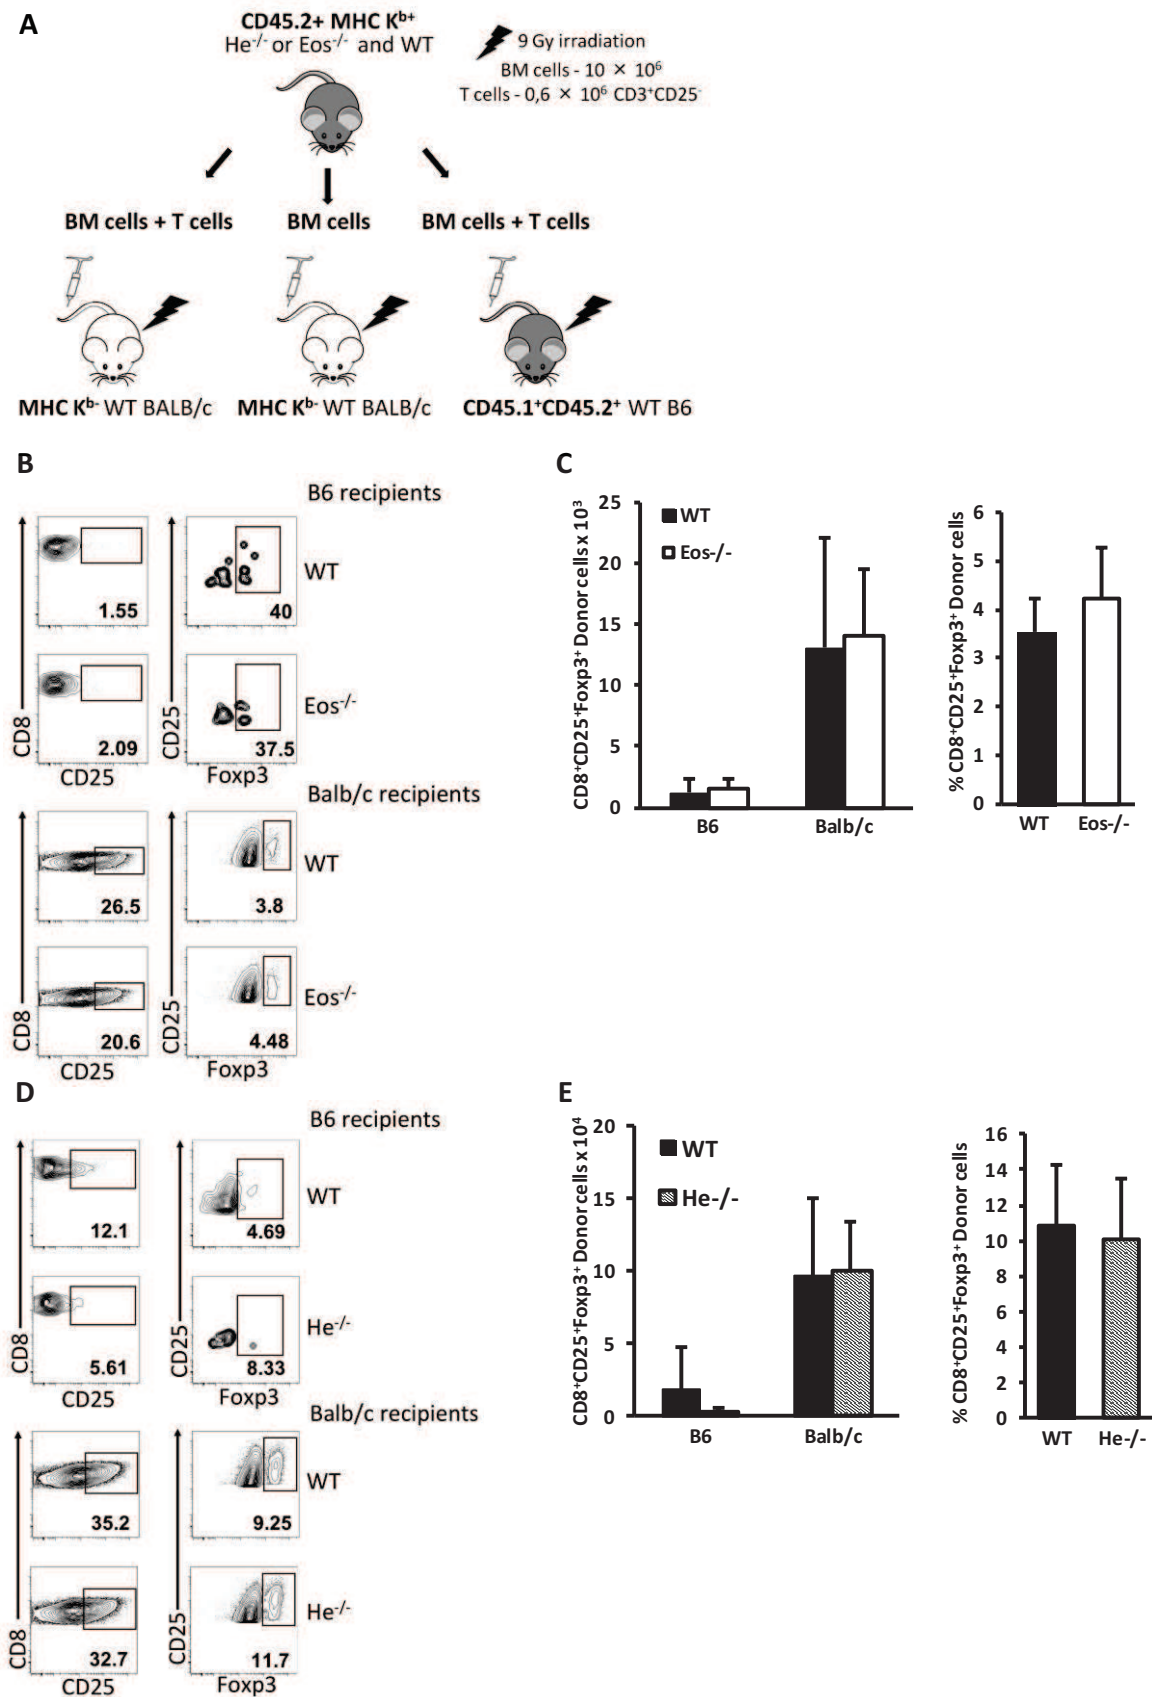 A
CD45.2+ MHC Kᵇ⁺
He⁻/⁻ or Eos⁻/⁻ and WT
9 Gy irradiation
BM cells - 10 × 10⁶
T cells - 0,6 × 10⁶ CD3⁺CD25⁻
BM cells + T cells
BM cells
BM cells + T cells
MHC Kᵇ⁻ WT BALB/c
MHC Kᵇ⁻ WT BALB/c
CD45.1⁺CD45.2⁺ WT B6
B
B6 recipients
1.55
40
WT
2.09
37.5
Eos⁻/⁻
CD8
CD25
CD25
Foxp3
Balb/c recipients
26.5
3.8
WT
20.6
4.48
Eos⁻/⁻
CD8
CD25
CD25
Foxp3
C
CD8⁺CD25⁺Foxp3⁺ Donor cells x 10³
25
20
15
10
5
0
WT
Eos-/-
B6
Balb/c
% CD8⁺CD25⁺Foxp3⁺ Donor cells
6
5
4
3
2
1
0
WT
Eos-/-
D
B6 recipients
12.1
4.69
WT
5.61
8.33
He⁻/⁻
CD8
CD25
CD25
Foxp3
Balb/c recipients
35.2
9.25
WT
32.7
11.7
He⁻/⁻
CD8
CD25
CD25
Foxp3
E
CD8⁺CD25⁺Foxp3⁺ Donor cells x 10⁴
20
15
10
5
0
WT
He-/-
B6
Balb/c
% CD8⁺CD25⁺Foxp3⁺ Donor cells
16
14
12
10
8
6
4
2
0
WT
He-/-